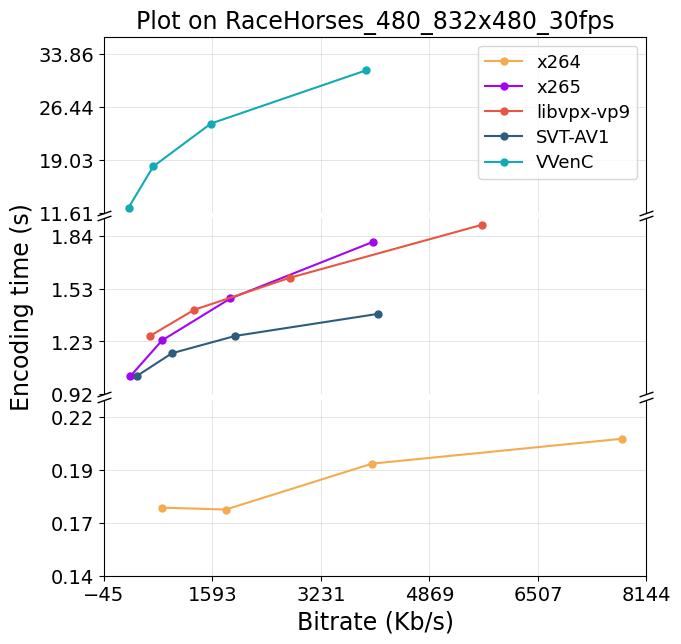 Plot on RaceHorses_480_832x480_30fps
33.86
26.44
19.03
11.61
x264
x265
libvpx-vp9
SVT-AV1
VVenC
Encoding time (s)
1.84
1.53
1.23
0.92
0.22
0.19
0.17
0.14
−45 1593 3231 4869 6507 8144
Bitrate (Kb/s)